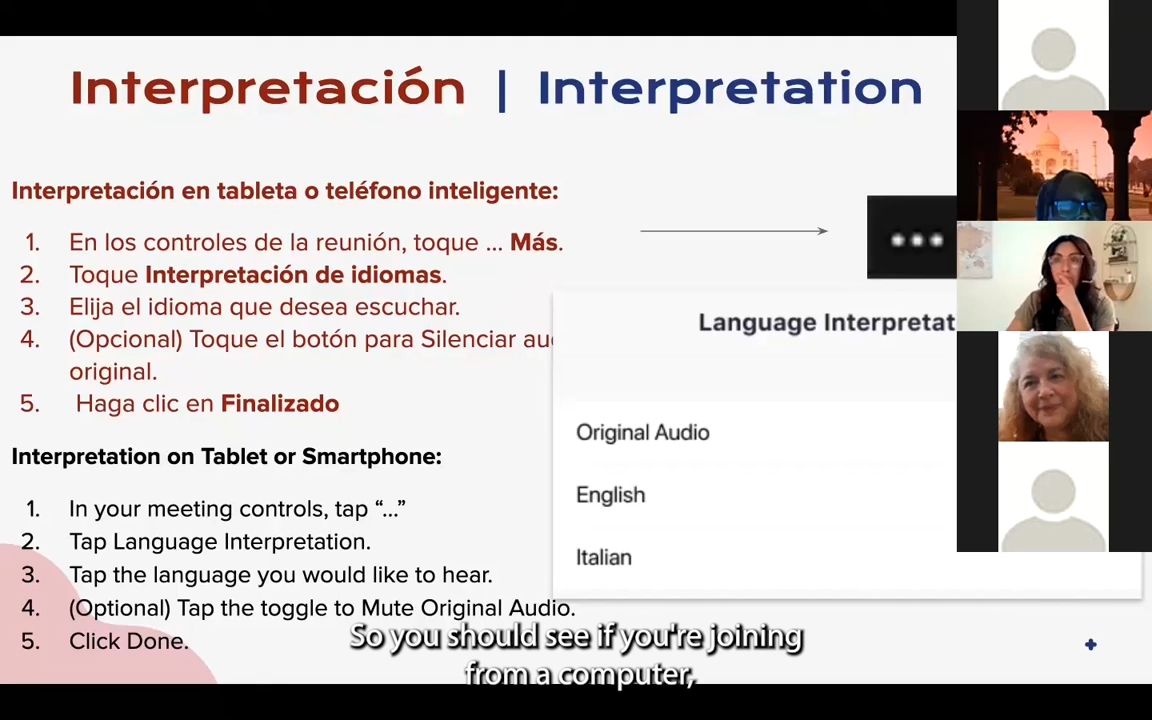 Interpretación | Interpretation
Interpretación en tableta o teléfono inteligente:
1. En los controles de la reunión, toque ... Más.
2. Toque Interpretación de idiomas.
3. Elija el idioma que desea escuchar.
4. (Opcional) Toque el botón para Silenciar
original.
5. Haga clic en Finalizado
Interpretation on Tablet or Smartphone:
1. In your meeting controls, tap “...”
2. Tap Language Interpretation.
3. Tap the language you would like to hear.
4. (Optional) Tap the toggle to Mute Original Audio.
5. Click Done.
Language
Original Audio
English
Italian
So you should see if you're joining
from a computer,